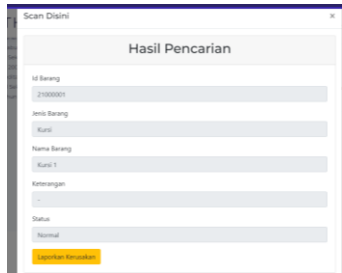 Scan Disini
×
Hasil Pencarian
Id Barang
21000001
Jenis Barang
Kursi
Nama Barang
Kursi 1
Keterangan
-
Status
Normal
Laporkan Kerusakan